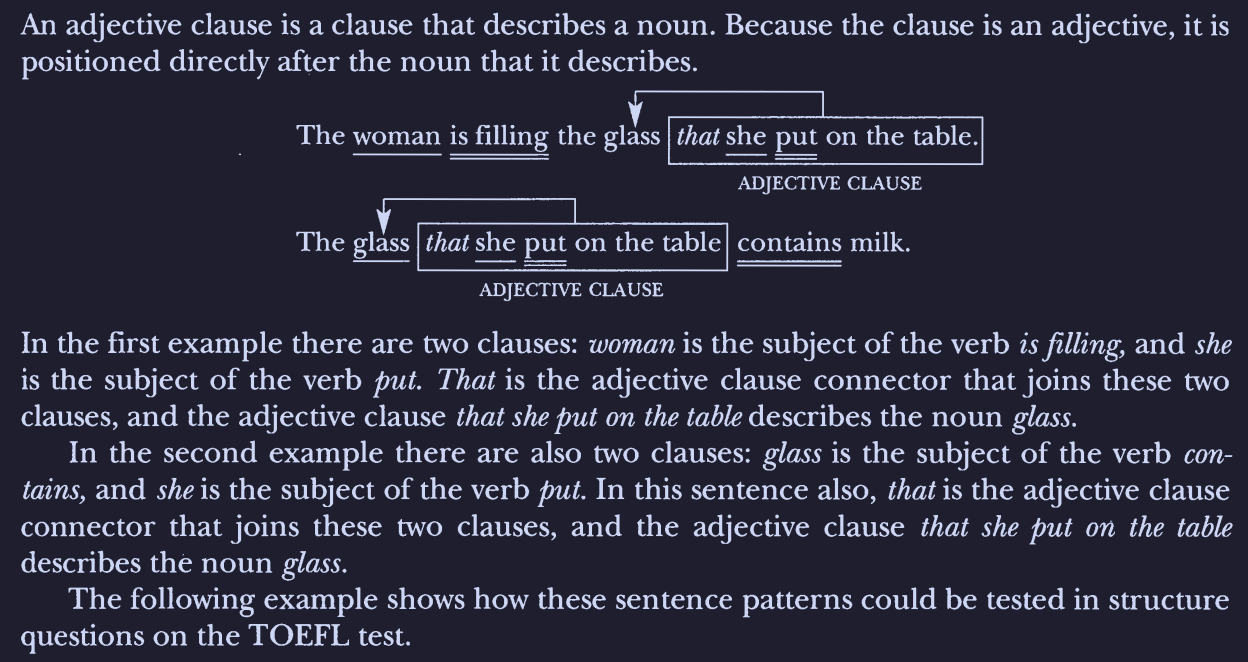 An adjective clause is a clause that describes a noun. Because the clause is an adjective, it is
positioned directly after the noun that it describes.
The woman is filling the glass that she put on the table.
ADJECTIVE CLAUSE
The glass that she put on the table contains milk.
ADJECTIVE CLAUSE
In the first example there are two clauses: woman is the subject of the verb is filling, and she
is the subject of the verb put. That is the adjective clause connector that joins these two
clauses, and the adjective clause that she put on the table describes the noun glass.
In the second example there are also two clauses: glass is the subject of the verb con-
tains, and she is the subject of the verb put. In this sentence also, that is the adjective clause
connector that joins these two clauses, and the adjective clause that she put on the table
describes the noun glass.
The following example shows how these sentence patterns could be tested in structure
questions on the TOEFL test.